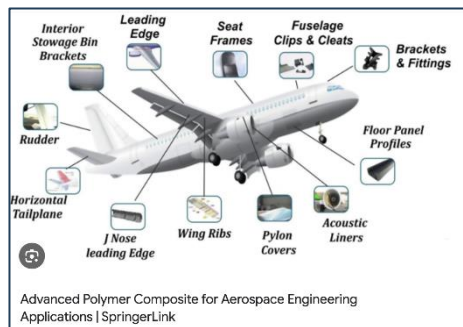 Interior
Stowage Bin
Brackets
Leading
Edge
Seat
Frames
Fuselage
Clips & Cleats
Brackets
& Fittings
Rudder
Floor Panel
Profiles
Horizontal
Tailplane
J Nose
leading Edge
Wing Ribs
Pylon
Covers
Acoustic
Liners
Advanced Polymer Composite for Aerospace Engineering
Applications | SpringerLink